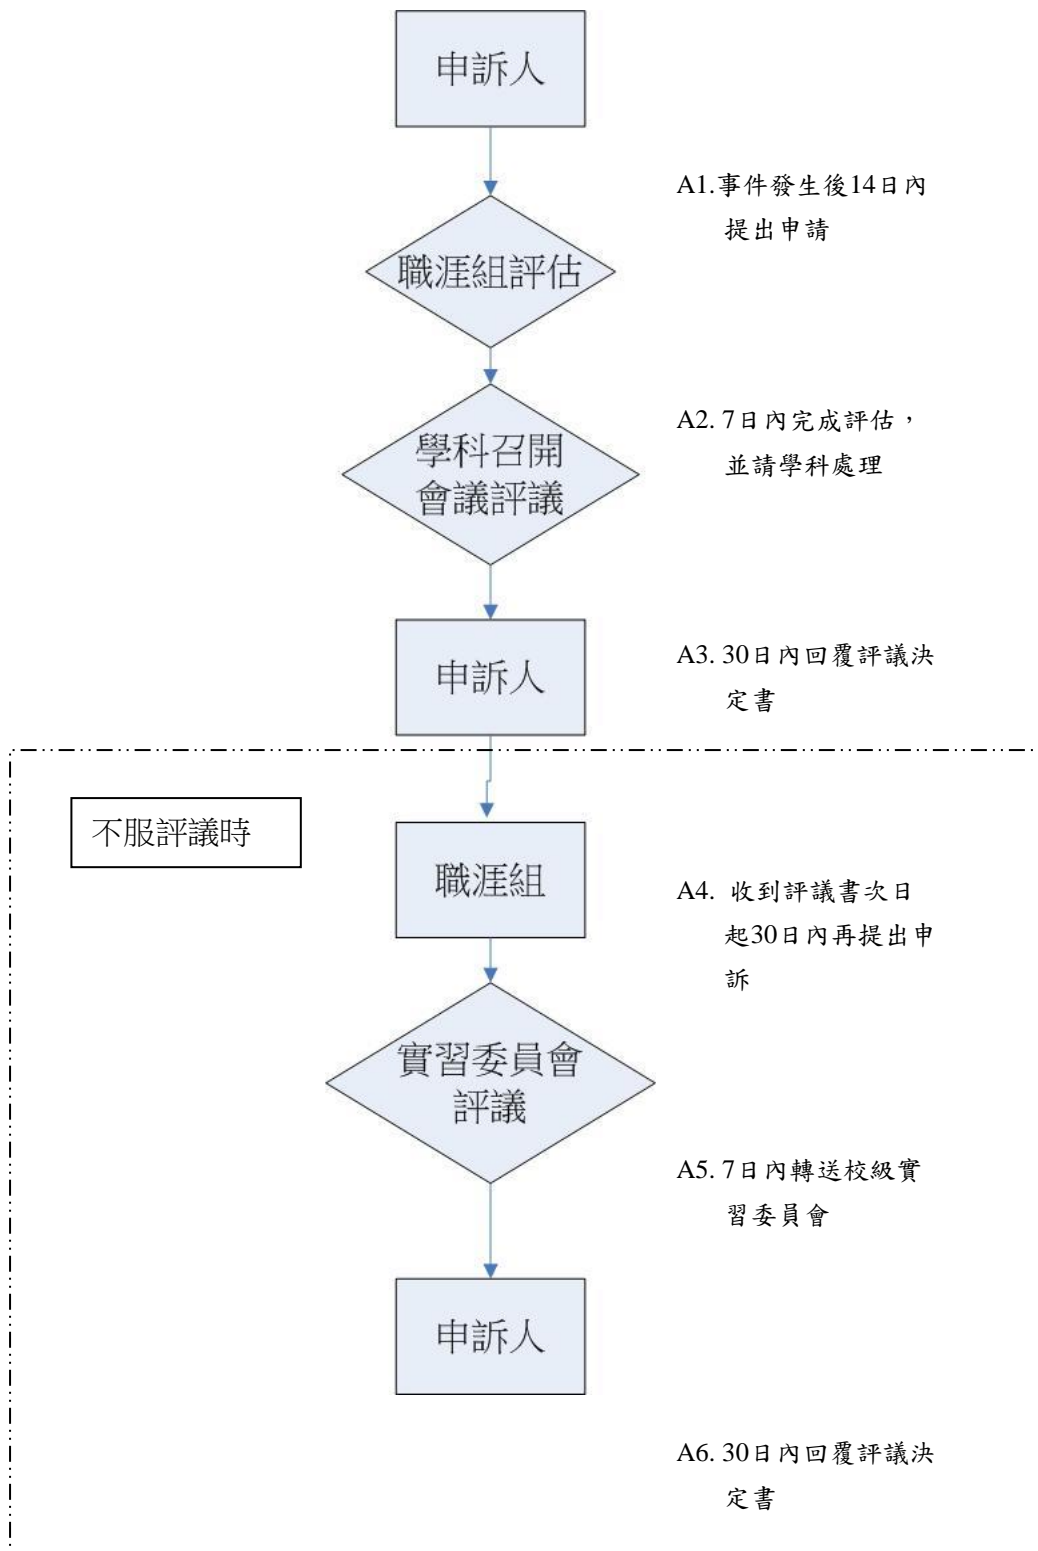 申訴人
A1.事件發生後14日內
提出申請
職涯組評估
A2. 7日內完成評估，
並請學科處理
學科召開
會議評議
申訴人
A3. 30日內回覆評議決
定書
不服評議時
職涯組
A4. 收到評議書次日
起30日內再提出申
訴
實習委員會
評議
A5. 7日內轉送校級實
習委員會
申訴人
A6. 30日內回覆評議決
定書